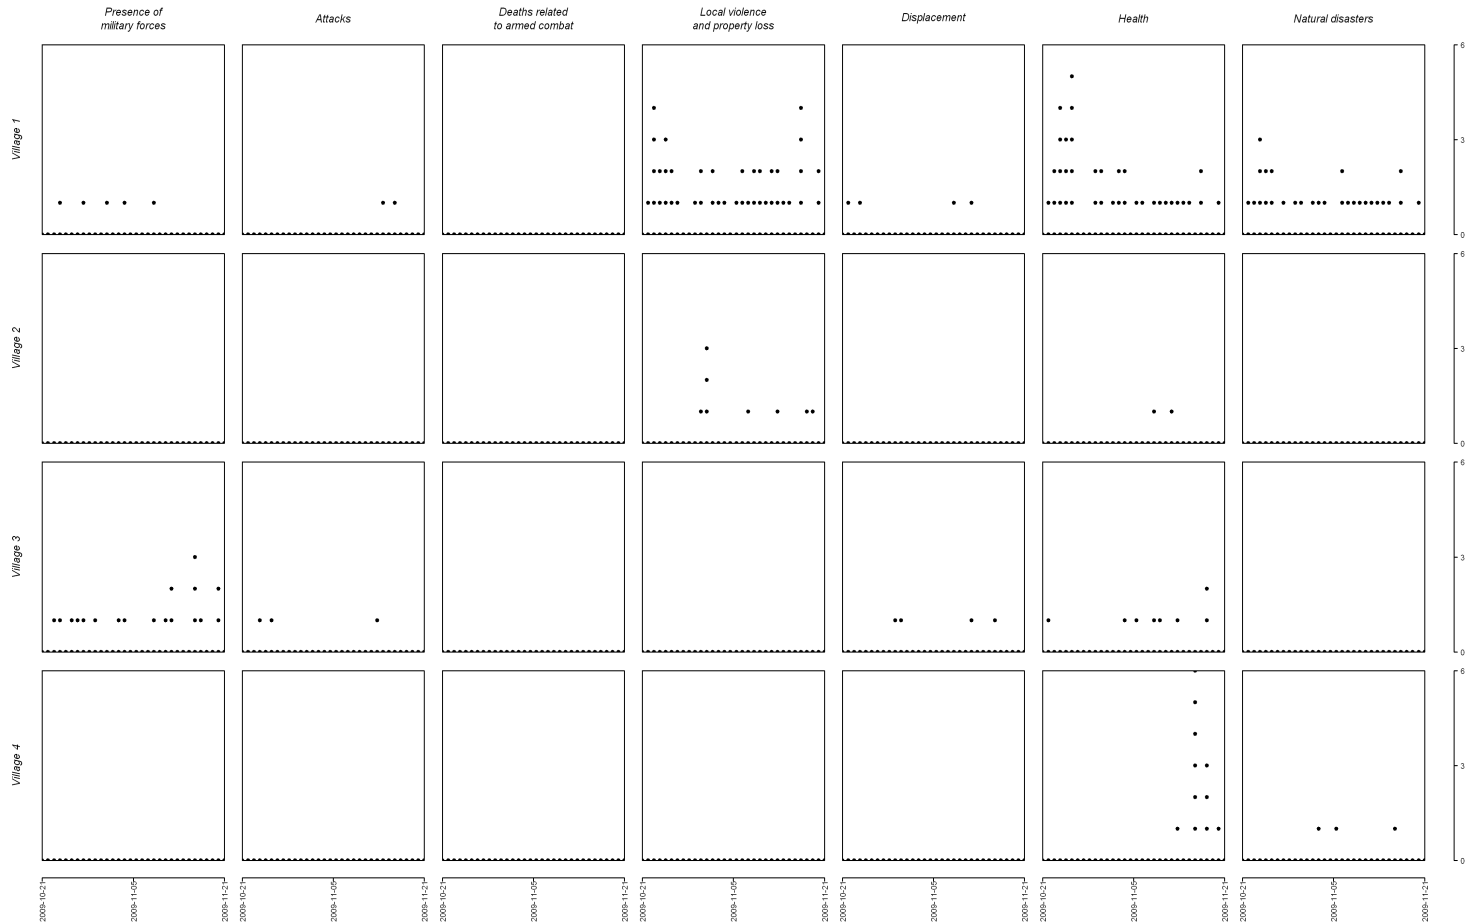 Presence of
military forces
Attacks
Deaths related
to armed combat
Local violence
and property loss
Displacement
Health
Natural disasters
Village 1
6
3
0
Village 2
6
3
0
Village 3
6
3
0
Village 4
6
3
0
2009-10-21
2009-11-05
2009-11-21
2009-10-21
2009-11-05
2009-11-21
2009-10-21
2009-11-05
2009-11-21
2009-10-21
2009-11-05
2009-11-21
2009-10-21
2009-11-05
2009-11-21
2009-10-21
2009-11-05
2009-11-21
2009-10-21
2009-11-05
2009-11-21